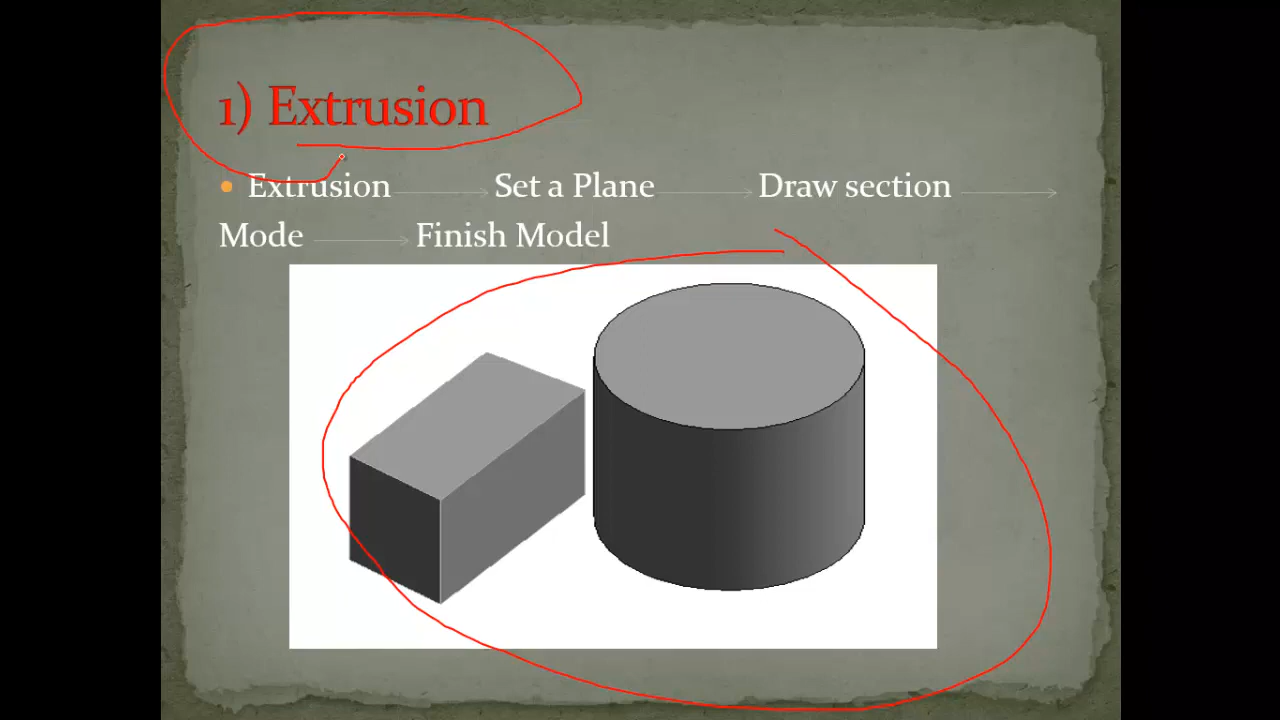 1) Extrusion
Extrusion Set a Plane Draw section
Mode Finish Model